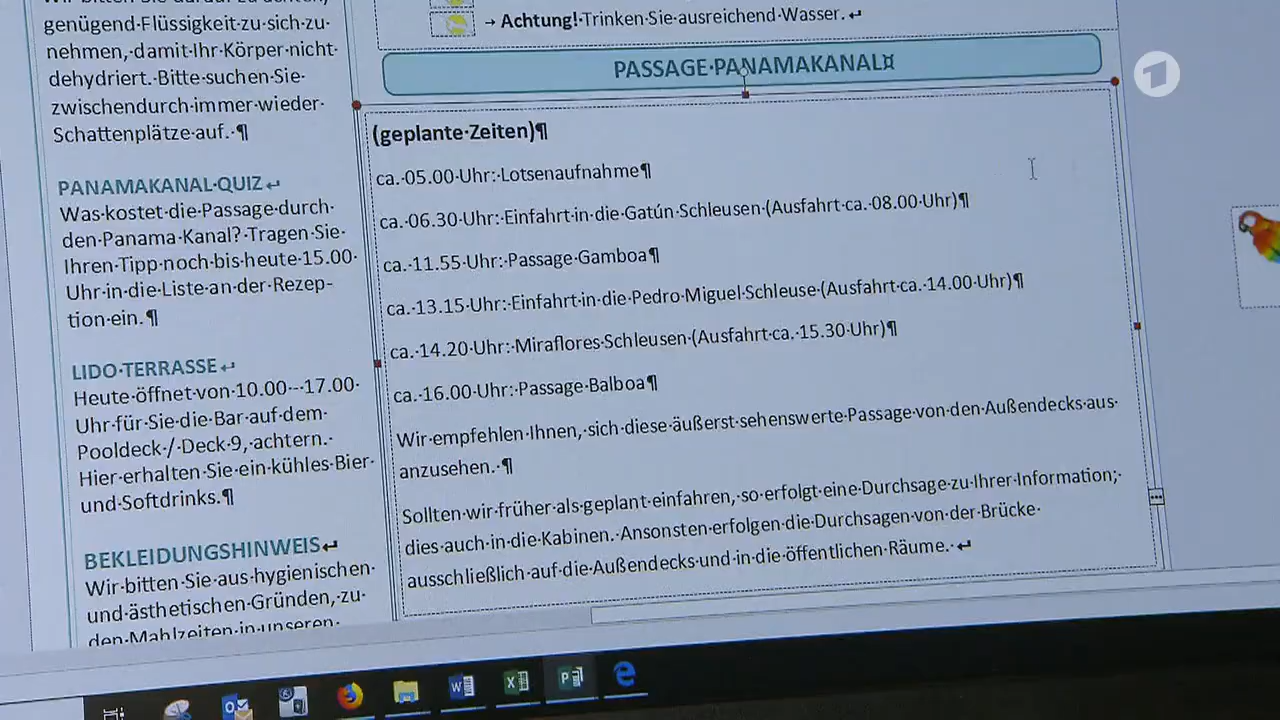 genügend Flüssigkeit zu sich zu
nehmen, damit Ihr Körper nicht
dehydriert. Bitte suchen Sie
zwischendurch immer wieder
Schattenplätze auf. ¶
PANAMAKANAL QUIZ ↵
Was kostet die Passage durch
den Panama Kanal? Tragen Sie
Ihren Tipp noch bis heute 15.00
Uhr in die Liste an der Rezep-
tion ein. ¶
LIDO TERRASSE ↵
Heute öffnet von 10.00 - 17.00
Uhr für Sie die Bar auf dem
Pooldeck / Deck 9, achtern.
Hier erhalten Sie ein kühles Bier
und Softdrinks.¶
BEKLEIDUNGSHINWEIS↵
Wir bitten Sie aus hygienischen
und ästhetischen Gründen, zu
den Mahlzeiten in unseren
→ Achtung! Trinken Sie ausreichend Wasser. ↵
PASSAGE PANAMAKANAL¤
(geplante Zeiten)¶
ca. 05.00 Uhr: Lotsenaufnahme¶
ca. 06.30 Uhr: Einfahrt in die Gatún Schleusen (Ausfahrt ca. 08.00 Uhr)¶
ca. 11.55 Uhr: Passage Gamboa¶
ca. 13.15 Uhr: Einfahrt in die Pedro Miguel Schleuse (Ausfahrt ca. 14.00 Uhr)¶
ca. 14.20 Uhr: Miraflores Schleusen (Ausfahrt ca. 15.30 Uhr)¶
ca. 16.00 Uhr: Passage Balboa¶
Wir empfehlen Ihnen, sich diese äußerst sehenswerte Passage von den Außendecks aus
anzusehen. ¶
Sollten wir früher als geplant einfahren, so erfolgt eine Durchsage zu Ihrer Information;
dies auch in die Kabinen. Ansonsten erfolgen die Durchsagen von der Brücke
ausschließlich auf die Außendecks und in die öffentlichen Räume. ↵
1